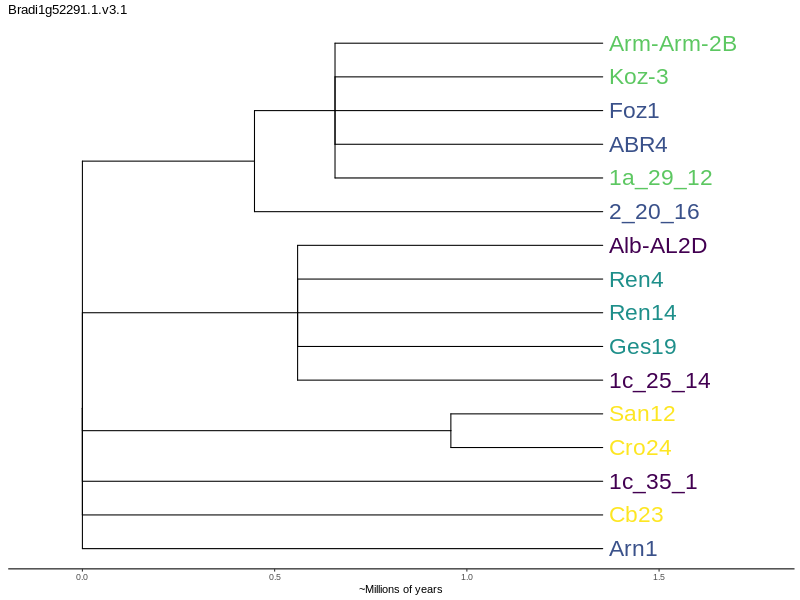 Bradi1g52291.1.v3.1
Arm-Arm-2B
Koz-3
Foz1
ABR4
1a_29_12
2_20_16
Alb-AL2D
Ren4
Ren14
Ges19
1c_25_14
San12
Cro24
1c_35_1
Cb23
Arn1
0.0 0.5 1.0 1.5
~Millions of years